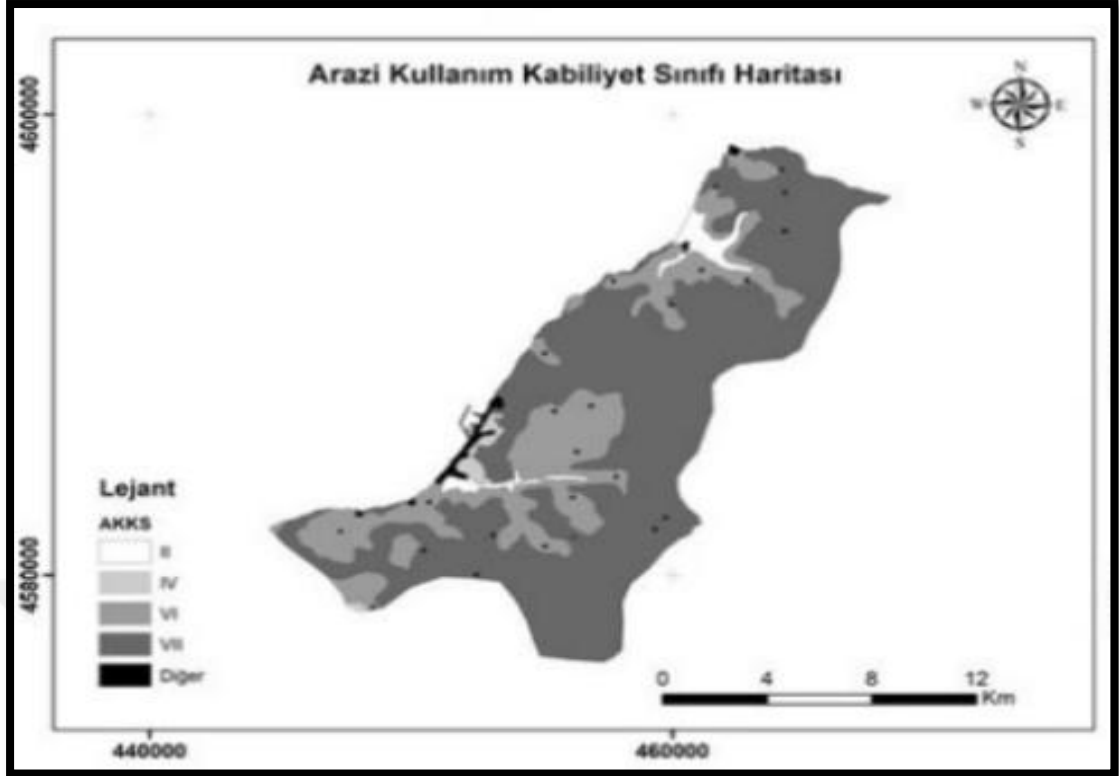 Arazi Kullanım Kabiliyet Sınıfı Haritası
N
W E
S
4600000
4580000
Lejant
AKKS
II
IV
VI
VII
Diğer
0 4 8 12
Km
440000 460000